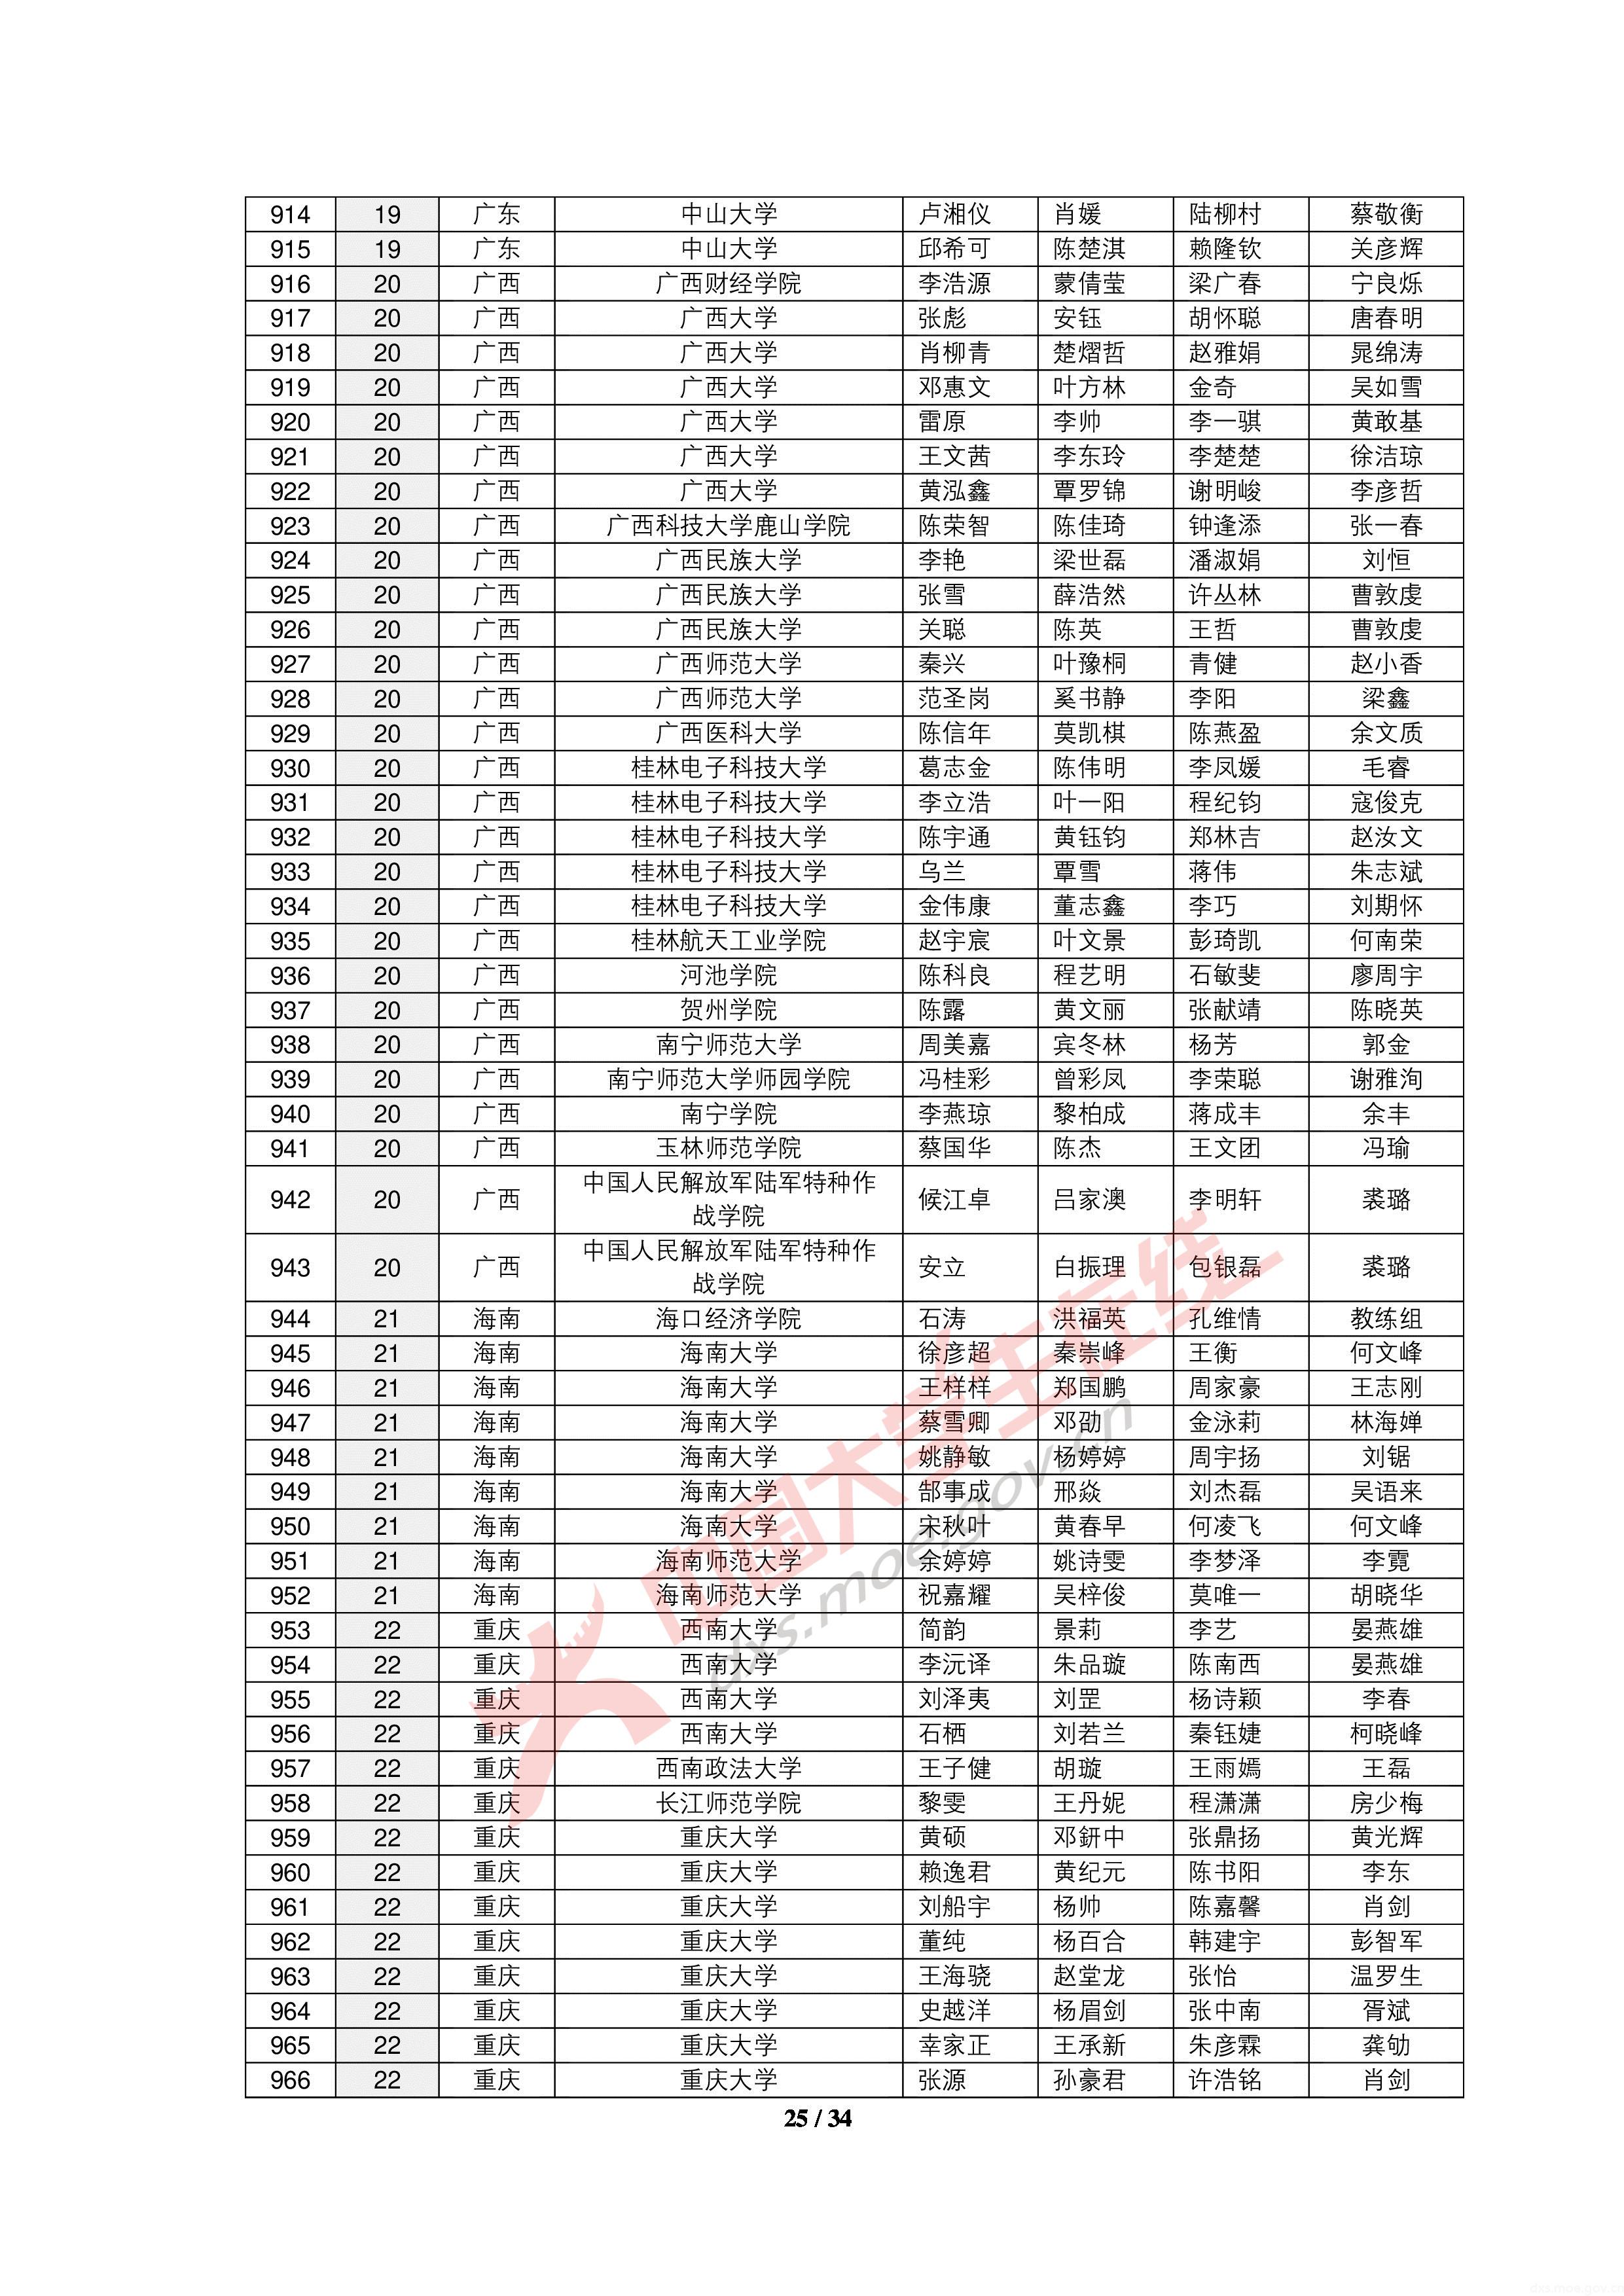 914 19 广东 中山大学 卢湘仪 肖媛 陆柳村 蔡敬衡
915 19 广东 中山大学 邱希可 陈楚淇 赖隆钦 关彦辉
916 20 广西 广西财经学院 李浩源 蒙倩莹 梁广春 宁良烁
917 20 广西 广西大学 张彪 安钰 胡怀聪 唐春明
918 20 广西 广西大学 肖柳青 楚熠哲 赵雅娟 晁绵涛
919 20 广西 广西大学 邓惠文 叶方林 金奇 吴如雪
920 20 广西 广西大学 雷原 李帅 李一骐 黄敢基
921 20 广西 广西大学 王文茜 李东玲 李楚楚 徐洁琼
922 20 广西 广西大学 黄泓鑫 覃罗锦 谢明峻 李彦哲
923 20 广西 广西科技大学鹿山学院 陈荣智 陈佳琦 钟逢添 张一春
924 20 广西 广西民族大学 李艳 梁世磊 潘淑娟 刘恒
925 20 广西 广西民族大学 张雪 薛浩然 许丛林 曹敦虔
926 20 广西 广西民族大学 关聪 陈英 王哲 曹敦虔
927 20 广西 广西师范大学 秦兴 叶豫桐 青健 赵小香
928 20 广西 广西师范大学 范圣岗 奚书静 李阳 梁鑫
929 20 广西 广西医科大学 陈信年 莫凯棋 陈燕盈 余文质
930 20 广西 桂林电子科技大学 葛志金 陈伟明 李凤媛 毛睿
931 20 广西 桂林电子科技大学 李立浩 叶一阳 程纪钧 寇俊克
932 20 广西 桂林电子科技大学 陈宇通 黄钰钧 郑林吉 赵汝文
933 20 广西 桂林电子科技大学 乌兰 覃雪 蒋伟 朱志斌
934 20 广西 桂林电子科技大学 金伟康 董志鑫 李巧 刘期怀
935 20 广西 桂林航天工业学院 赵宇宸 叶文景 彭琦凯 何南荣
936 20 广西 河池学院 陈科良 程艺明 石敏斐 廖周宇
937 20 广西 贺州学院 陈露 黄文丽 张献靖 陈晓英
938 20 广西 南宁师范大学 周美嘉 宾冬林 杨芳 郭金
939 20 广西 南宁师范大学师园学院 冯桂彩 曾彩凤 李荣聪 谢雅洵
940 20 广西 南宁学院 李燕琼 黎柏成 蒋成丰 余丰
941 20 广西 玉林师范学院 蔡国华 陈杰 王文团 冯瑜
942 20 广西 中国人民解放军陆军特种作 候江卓 吕家澳 李明轩 裘璐
战学院
943 20 广西 中国人民解放军陆军特种作 安立 白振理 包银磊 裘璐
战学院
944 21 海南 海口经济学院 石涛 洪福英 孔维情 教练组
945 21 海南 海南大学 徐彦超 秦崇峰 王衡 何文峰
946 21 海南 海南大学 王样样 郑国鹏 周家豪 王志刚
947 21 海南 海南大学 蔡雪卿 邓劭 金泳莉 林海婵
948 21 海南 海南大学 姚静敏 杨婷婷 周宇扬 刘锯
949 21 海南 海南大学 郜事成 邢焱 刘杰磊 吴语来
950 21 海南 海南大学 宋秋叶 黄春早 何凌飞 何文峰
951 21 海南 海南师范大学 余婷婷 姚诗雯 李梦泽 李霓
952 21 海南 海南师范大学 祝嘉耀 吴梓俊 莫唯一 胡晓华
953 22 重庆 西南大学 简韵 景莉 李艺 晏燕雄
954 22 重庆 西南大学 李沅译 朱品璇 陈南西 晏燕雄
955 22 重庆 西南大学 刘泽夷 刘罡 杨诗颖 李春
956 22 重庆 西南大学 石栖 刘若兰 秦钰婕 柯晓峰
957 22 重庆 西南政法大学 王子健 胡璇 王雨嫣 王磊
958 22 重庆 长江师范学院 黎雯 王丹妮 程潇潇 房少梅
959 22 重庆 重庆大学 黄硕 邓鈃中 张鼎扬 黄光辉
960 22 重庆 重庆大学 赖逸君 黄纪元 陈书阳 李东
961 22 重庆 重庆大学 刘船宇 杨帅 陈嘉馨 肖剑
962 22 重庆 重庆大学 董纯 杨百合 韩建宇 彭智军
963 22 重庆 重庆大学 王海骁 赵堂龙 张怡 温罗生
964 22 重庆 重庆大学 史越洋 杨眉剑 张中南 胥斌
965 22 重庆 重庆大学 幸家正 王承新 朱彦霖 龚劬
966 22 重庆 重庆大学 张源 孙豪君 许浩铭 肖剑
中国大学生在线
dxs.moe.gov.cn
25 / 34
dxs.moe.gov.cn